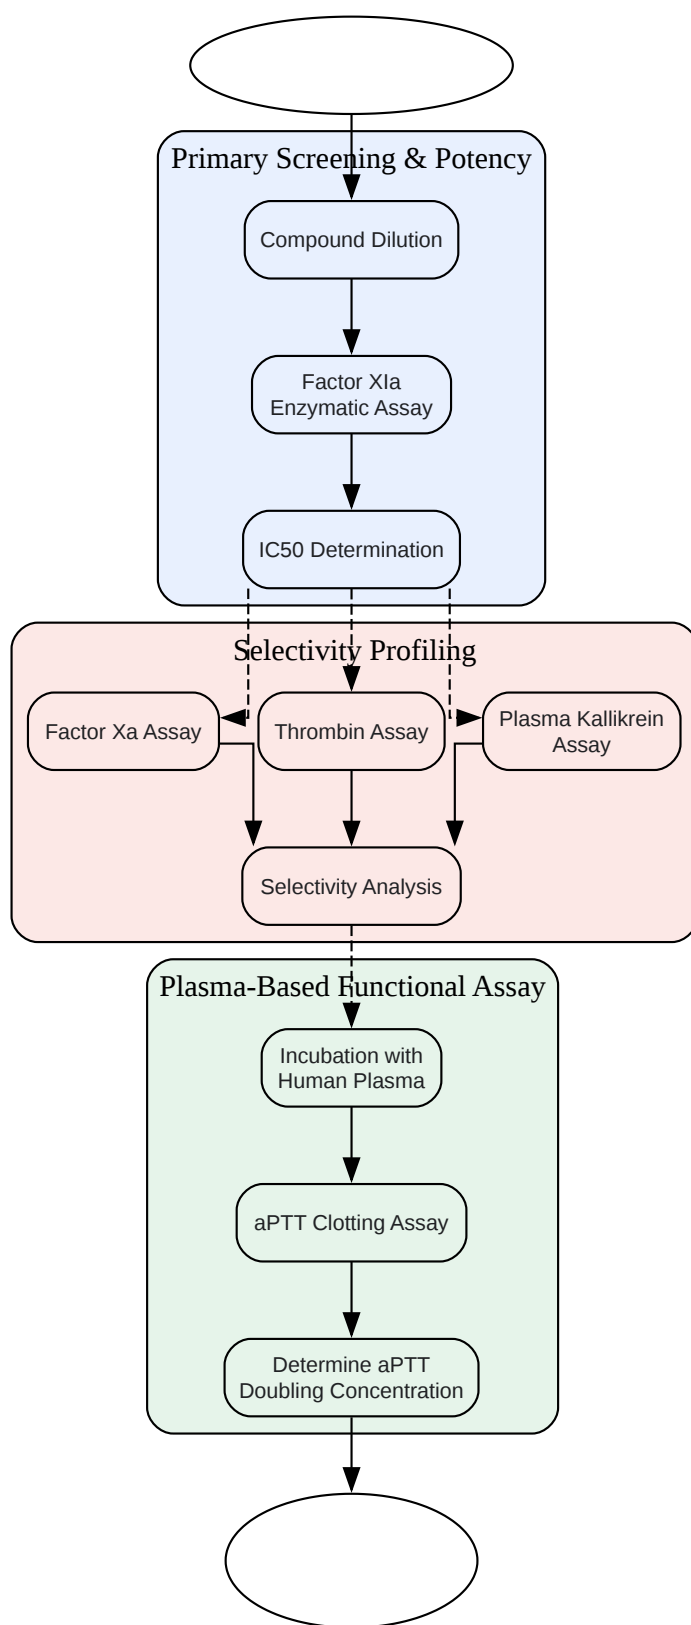 Primary Screening & Potency
Compound Dilution
Factor XIa
Enzymatic Assay
IC50 Determination
Selectivity Profiling
Factor Xa Assay
Thrombin Assay
Plasma Kallikrein
Assay
Selectivity Analysis
Plasma-Based Functional Assay
Incubation with
Human Plasma
aPTT Clotting Assay
Determine aPTT
Doubling Concentration